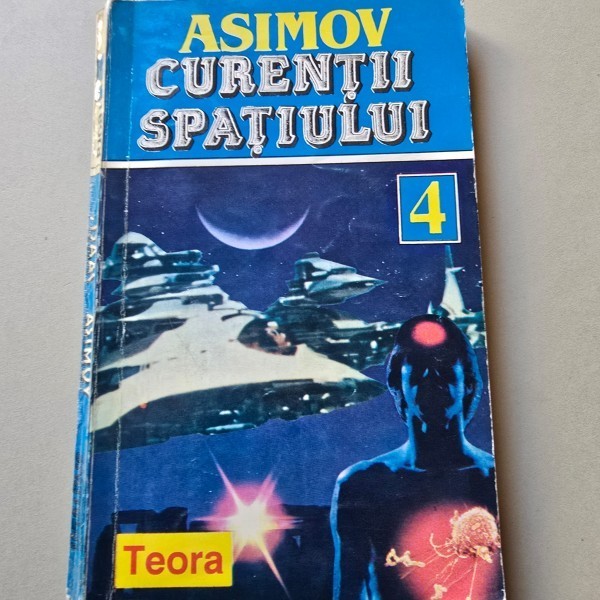 ASIMOV
CURENȚII
SPAȚIULUI
4
Teora
ASIMOV